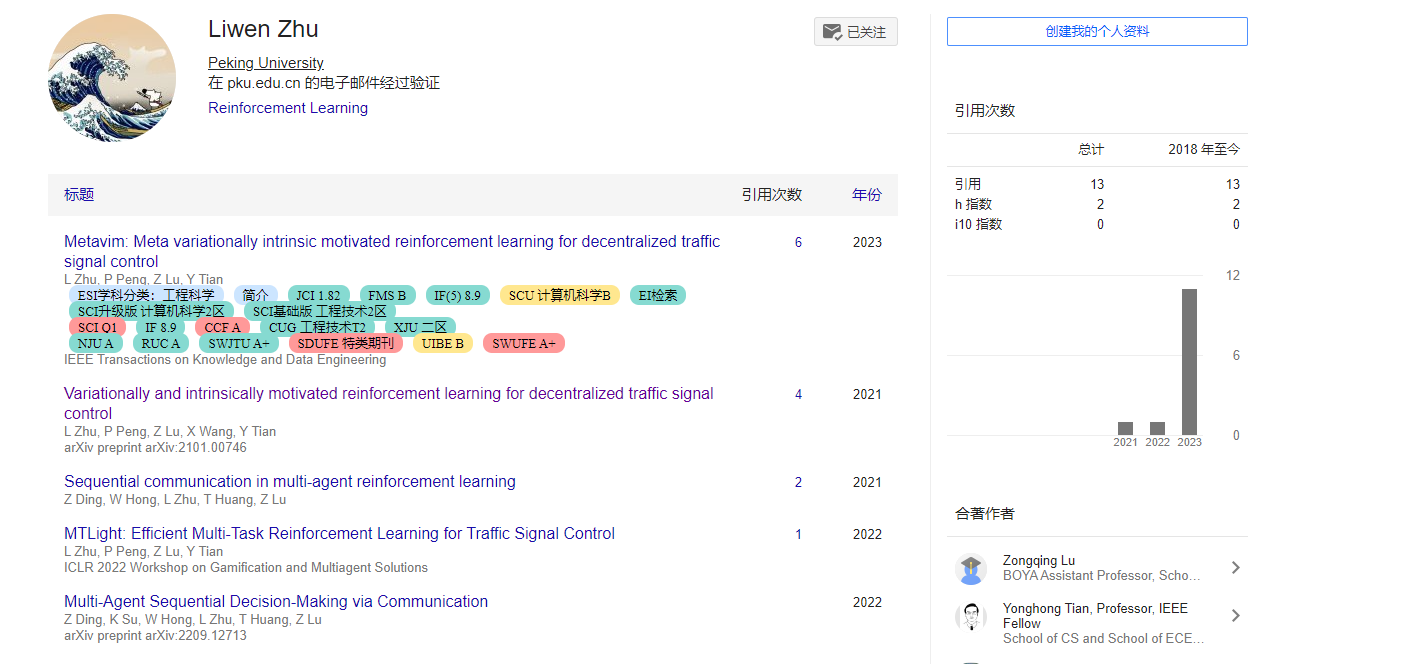 Liwen Zhu
已关注
Peking University
在 pku.edu.cn 的电子邮件经过验证
Reinforcement Learning
标题 引用次数 年份
Metavim: Meta variationally intrinsic motivated reinforcement learning for decentralized traffic 6 2023
signal control
L Zhu, P Peng, Z Lu, Y Tian
ESI学科分类：工程科学 简介 JCI 1.82 FMS B IF(5) 8.9 SCU 计算机科学B EI检索
SCI升级版 计算机科学2区 SCI基础版 工程技术2区
SCI Q1 IF 8.9 CCF A CUG 工程技术T2 XJU 二区
NJU A RUC A SWJTU A+ SDUFE 特类期刊 UIBE B SWUFE A+
IEEE Transactions on Knowledge and Data Engineering
Variationally and intrinsically motivated reinforcement learning for decentralized traffic signal 4 2021
control
L Zhu, P Peng, Z Lu, X Wang, Y Tian
arXiv preprint arXiv:2101.00746
Sequential communication in multi-agent reinforcement learning 2 2021
Z Ding, W Hong, L Zhu, T Huang, Z Lu
MTLight: Efficient Multi-Task Reinforcement Learning for Traffic Signal Control 1 2022
L Zhu, P Peng, Z Lu, Y Tian
ICLR 2022 Workshop on Gamification and Multiagent Solutions
Multi-Agent Sequential Decision-Making via Communication 2022
Z Ding, K Su, W Hong, L Zhu, T Huang, Z Lu
arXiv preprint arXiv:2209.12713
创建我的个人资料
引用次数
总计 2018 年至今
引用 13 13
h 指数 2 2
i10 指数 0 0
12
6
0
2021 2022 2023
合著作者
Zongqing Lu
BOYA Assistant Professor, Scho…
Yonghong Tian, Professor, IEEE
Fellow
School of CS and School of ECE…